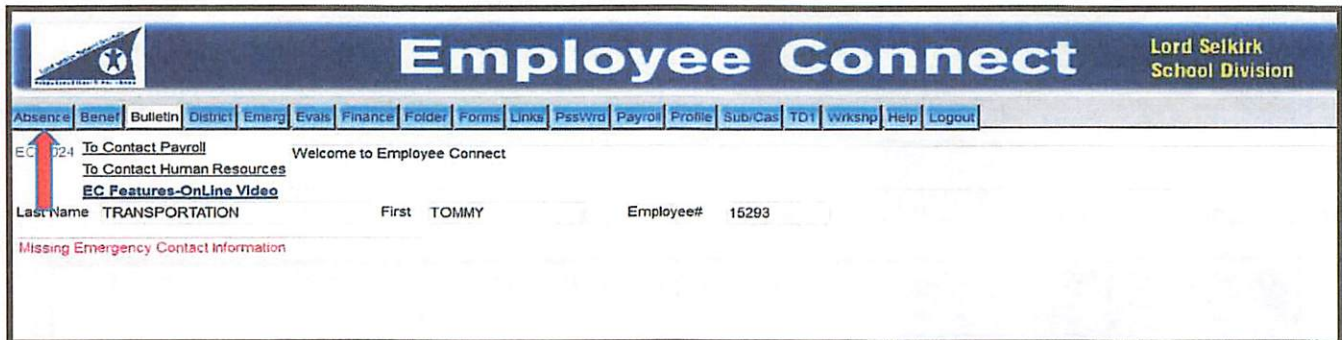 Employee Connect
Lord Selkirk
School Division
Absence Benef Bulletin District Emerg Evals Finance Folder Forms Links PssWrd Payroll Profile Sub/Cas TD1 Wrksnp Help Logout
To Contact Payroll Welcome to Employee Connect
To Contact Human Resources
EC Features-OnLine Video
Last Name TRANSPORTATION First TOMMY Employee# 15293
Missing Emergency Contact Information